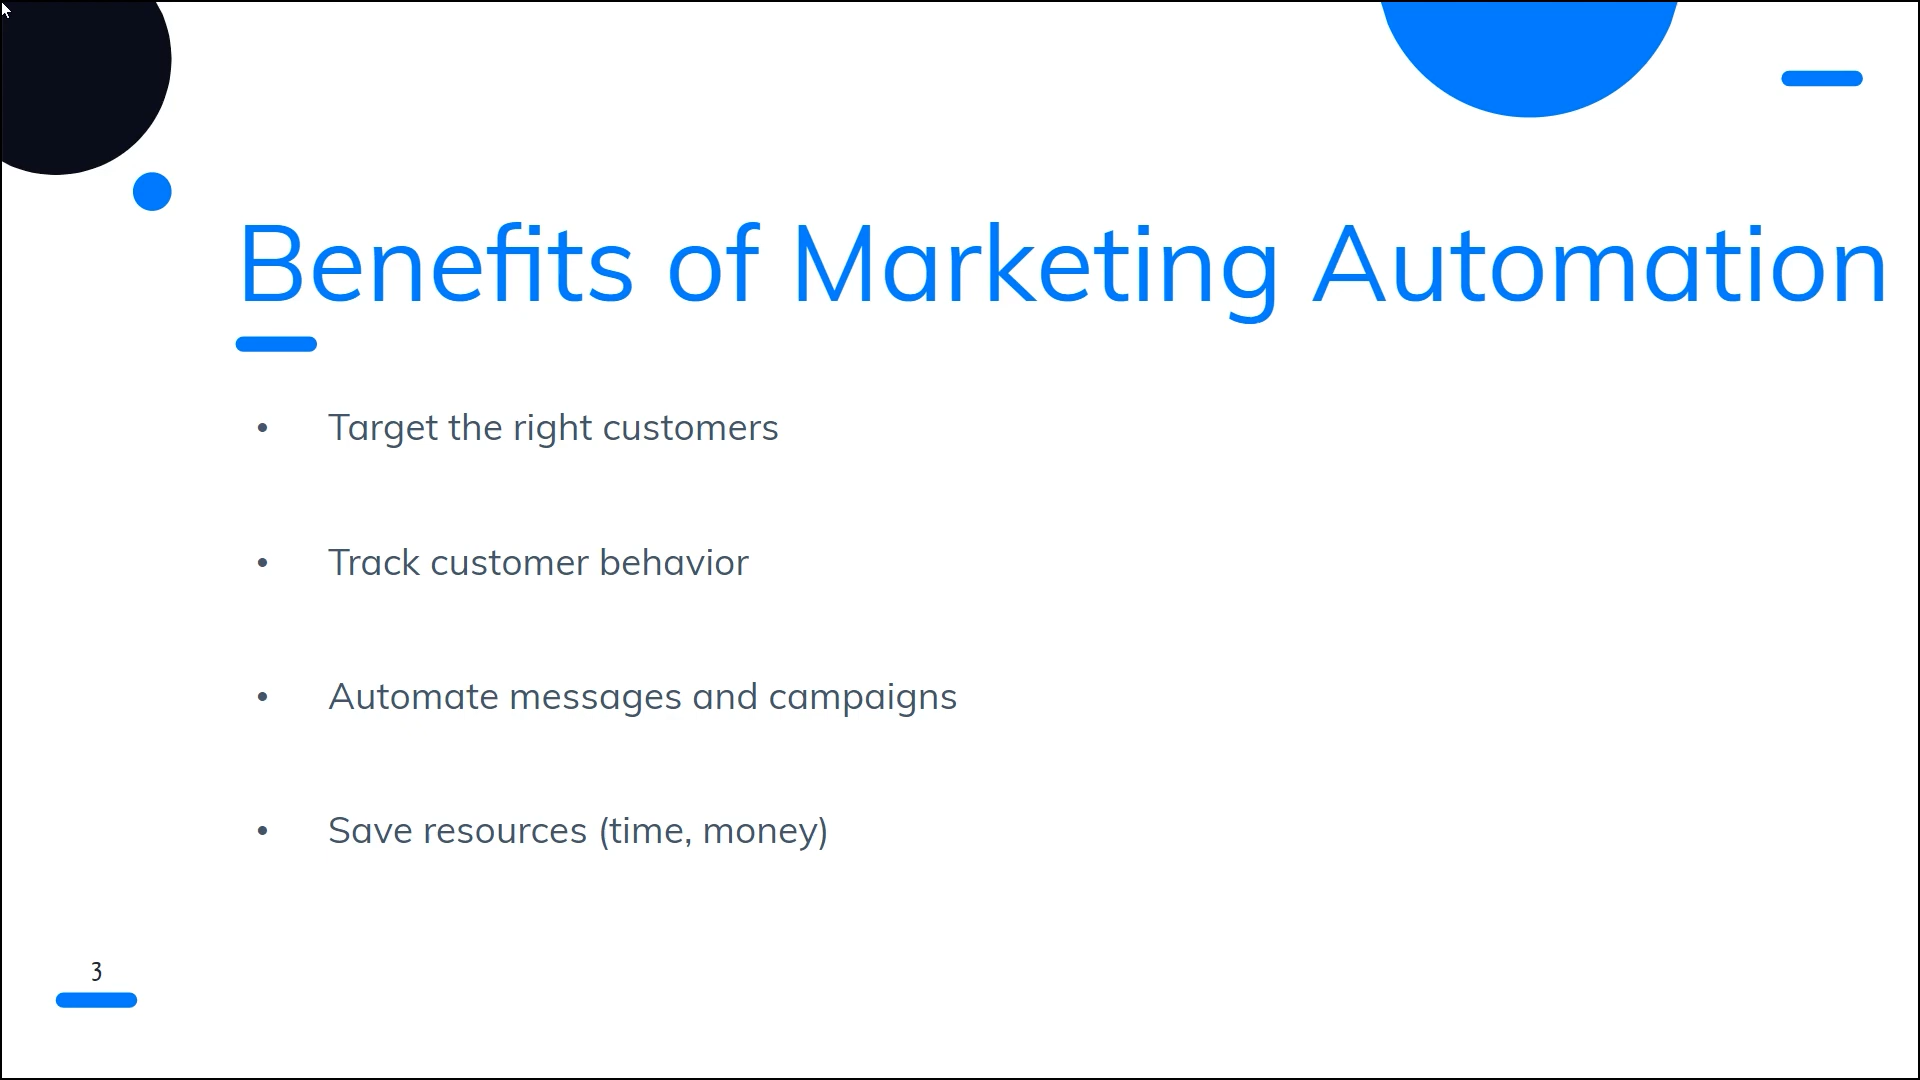 Benefits of Marketing Automation
• Target the right customers
• Track customer behavior
• Automate messages and campaigns
• Save resources (time, money)
3